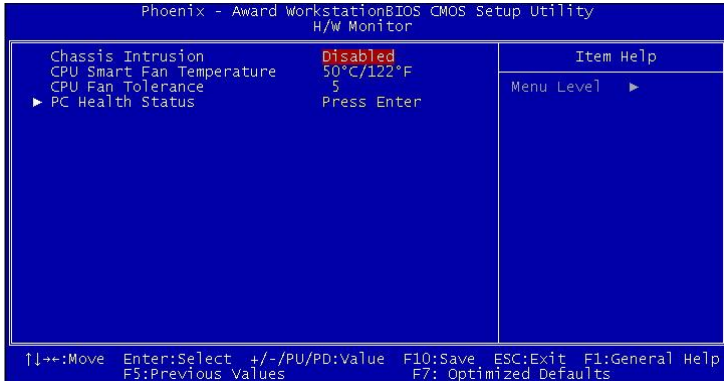 Phoenix - Award WorkstationBIOS CMOS Setup Utility
H/W Monitor
Chassis Intrusion Disabled
CPU Smart Fan Temperature 50°C/122°F
CPU Fan Tolerance 5
► PC Health Status Press Enter
Item Help
Menu Level ►
↑↓→←:Move Enter:Select +/-/PU/PD:Value F10:Save ESC:Exit F1:General Help
F5:Previous Values F7: Optimized Defaults